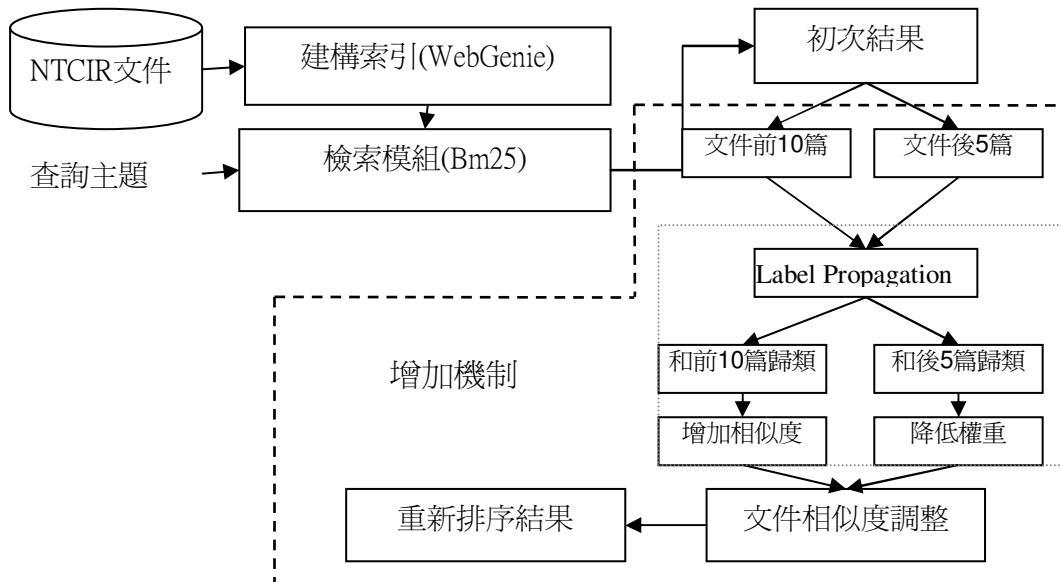 NTCIR文件
建構索引(WebGenie)
初次結果
查詢主題
檢索模組(Bm25)
文件前10篇
文件後5篇
Label Propagation
增加機制
和前10篇歸類
和後5篇歸類
增加相似度
降低權重
重新排序結果
文件相似度調整